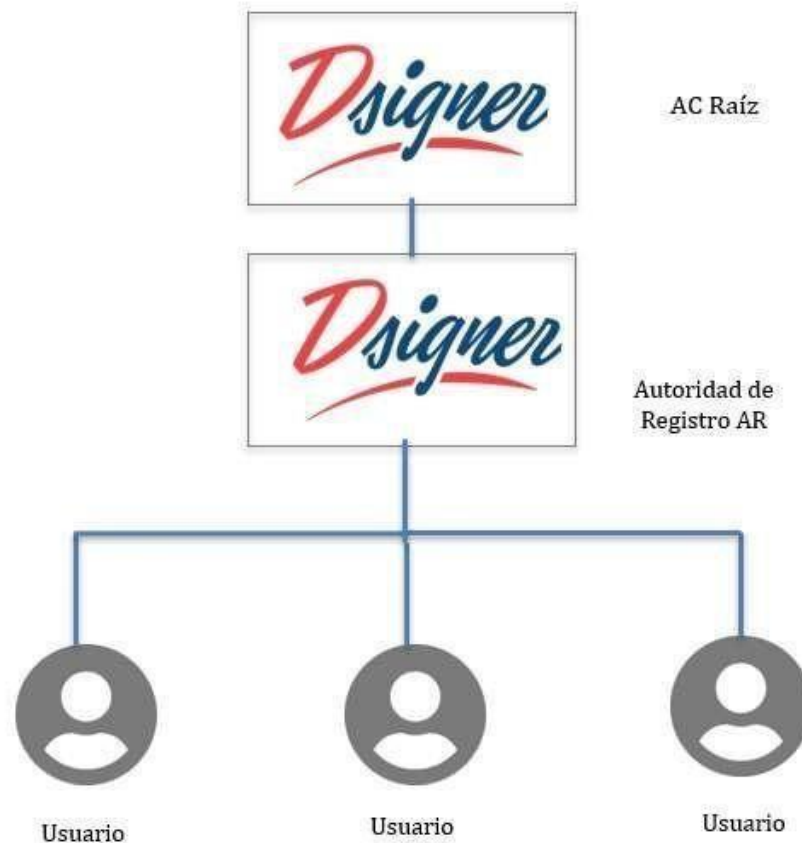 Dsigner
AC Raíz
Dsigner
Autoridad de
Registro AR
Usuario
Usuario
Usuario